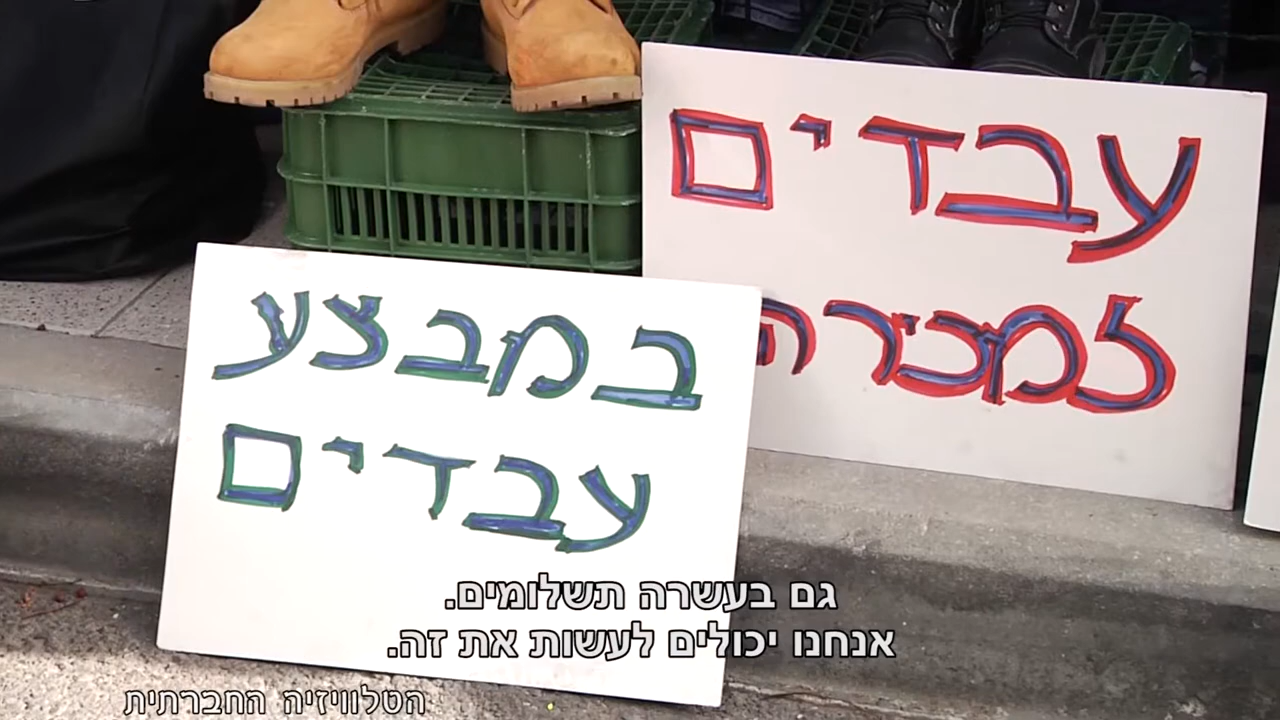 עבדים
למכירה
במבצע
עבדים
גם בעשרה תשלומים.
אנחנו יכולים לעשות את זה.
הטלוויזיה החברתית